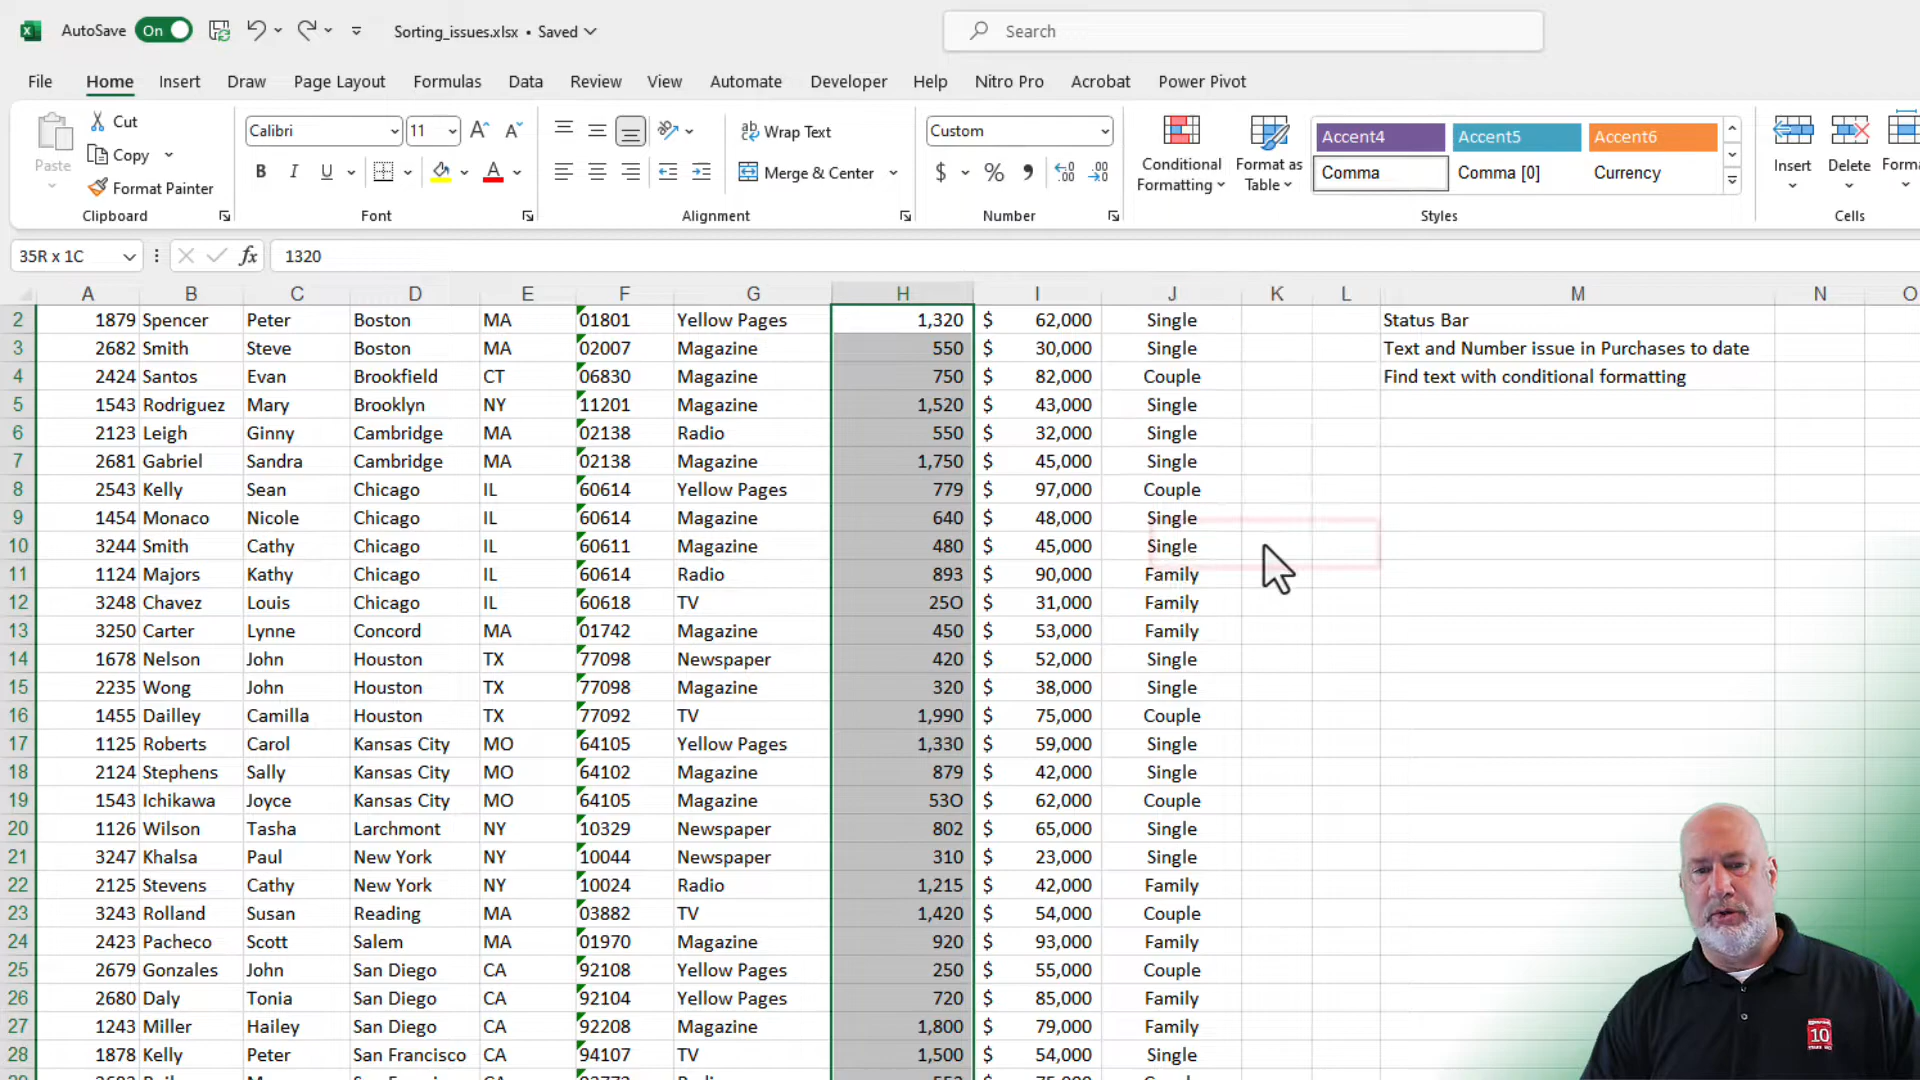 AutoSave On Sorting_issues.xlsx • Saved Search
File Home Insert Draw Page Layout Formulas Data Review View Automate Developer Help Nitro Pro Acrobat Power Pivot
Paste Cut Copy Format Painter Clipboard
Calibri 11 B I U A Font
Wrap Text Merge & Center Alignment
Custom $ % Number
Conditional Formatting Format as Table Accent4 Accent5 Accent6 Comma Comma [0] Currency Styles
Insert Delete Cells
35R x 1C fx 1320
A B C D E F G H I J K L M N O
2 1879 Spencer Peter Boston MA 01801 Yellow Pages 1,320 $ 62,000 Single Status Bar
3 2682 Smith Steve Boston MA 02007 Magazine 550 $ 30,000 Single Text and Number issue in Purchases to date
4 2424 Santos Evan Brookfield CT 06830 Magazine 750 $ 82,000 Couple Find text with conditional formatting
5 1543 Rodriguez Mary Brooklyn NY 11201 Magazine 1,520 $ 43,000 Single
6 2123 Leigh Ginny Cambridge MA 02138 Radio 550 $ 32,000 Single
7 2681 Gabriel Sandra Cambridge MA 02138 Magazine 1,750 $ 45,000 Single
8 2543 Kelly Sean Chicago IL 60614 Yellow Pages 779 $ 97,000 Couple
9 1454 Monaco Nicole Chicago IL 60614 Magazine 640 $ 48,000 Single
10 3244 Smith Cathy Chicago IL 60611 Magazine 480 $ 45,000 Single
11 1124 Majors Kathy Chicago IL 60614 Radio 893 $ 90,000 Family
12 3248 Chavez Louis Chicago IL 60618 TV 25O $ 31,000 Family
13 3250 Carter Lynne Concord MA 01742 Magazine 450 $ 53,000 Family
14 1678 Nelson John Houston TX 77098 Newspaper 420 $ 52,000 Single
15 2235 Wong John Houston TX 77098 Magazine 320 $ 38,000 Single
16 1455 Dailley Camilla Houston TX 77092 TV 1,990 $ 75,000 Couple
17 1125 Roberts Carol Kansas City MO 64105 Yellow Pages 1,330 $ 59,000 Single
18 2124 Stephens Sally Kansas City MO 64102 Magazine 879 $ 42,000 Single
19 1543 Ichikawa Joyce Kansas City MO 64105 Magazine 53O $ 62,000 Couple
20 1126 Wilson Tasha Larchmont NY 10329 Newspaper 802 $ 65,000 Single
21 3247 Khalsa Paul New York NY 10044 Newspaper 310 $ 23,000 Single
22 2125 Stevens Cathy New York NY 10024 Radio 1,215 $ 42,000 Family
23 3243 Rolland Susan Reading MA 03882 TV 1,420 $ 54,000 Couple
24 2423 Pacheco Scott Salem MA 01970 Magazine 920 $ 93,000 Family
25 2679 Gonzales John San Diego CA 92108 Yellow Pages 250 $ 55,000 Couple
26 2680 Daly Tonia San Diego CA 92104 Yellow Pages 720 $ 85,000 Family
27 1243 Miller Hailey San Diego CA 92208 Magazine 1,800 $ 79,000 Family
28 1878 Kelly Peter San Francisco CA 94107 TV 1,500 $ 54,000 Single
10